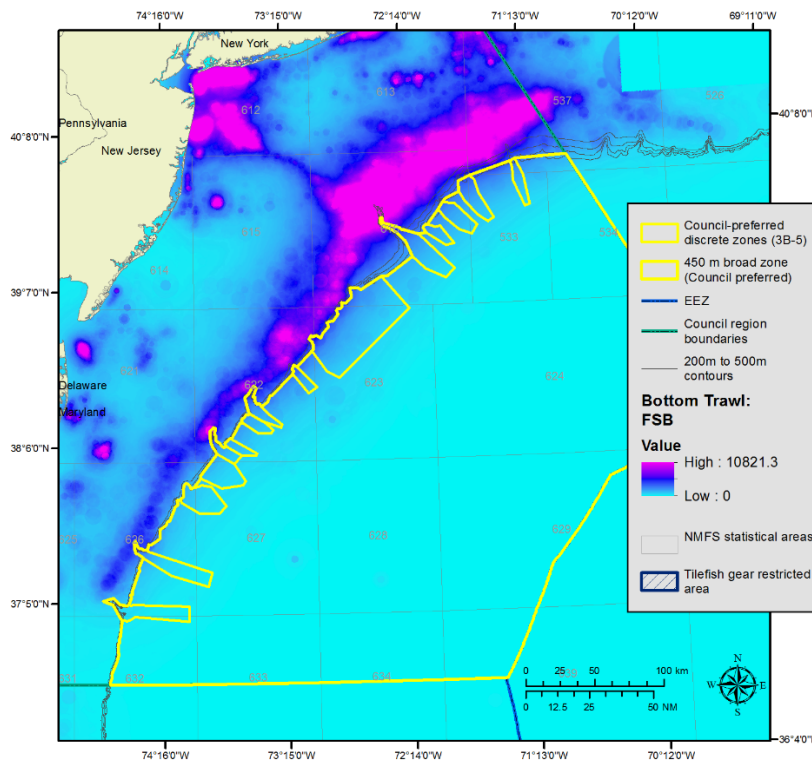 74°16'0"W 73°15'0"W 72°14'0"W 71°13'0"W 70°12'0"W 69°11'0"W
New York
612
613
537
526
40°8'0"N
40°8'0"N
Pennsylvania
New Jersey
615
533
534
614
39°7'0"N
Council-preferred
discrete zones (3B-5)
450 m broad zone
(Council preferred)
EEZ
Council region
boundaries
200m to 500m
contours
Bottom Trawl:
FSB
Value
High : 10821.3
Low : 0
NMFS statistical areas
Tilefish gear restricted
area
621
622
623
624
Delaware
Maryland
38°6'0"N
626
627
628
629
37°5'0"N
631
632
633
634
0 25 50 100 km
0 12.5 25 50 NM
N
W E
S
36°4'0"N
74°16'0"W 73°15'0"W 72°14'0"W 71°13'0"W 70°12'0"W